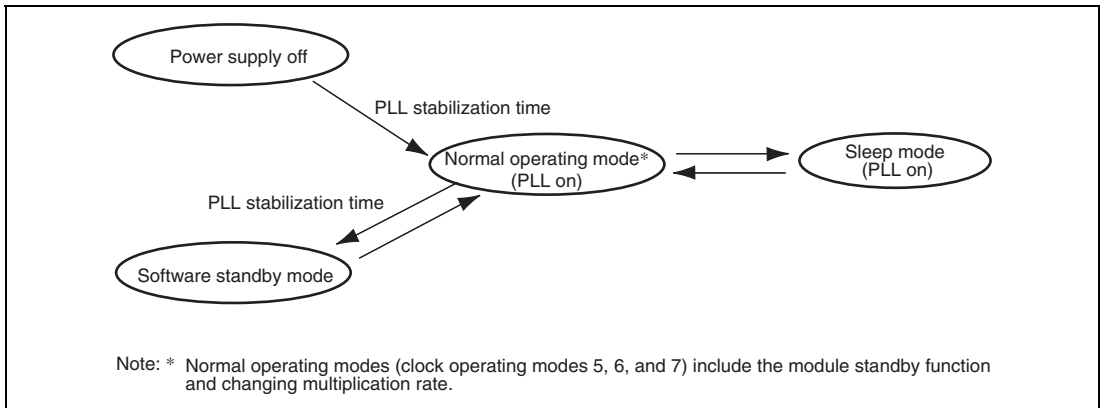 Power supply off
PLL stabilization time
Normal operating mode*
(PLL on)
Sleep mode
(PLL on)
PLL stabilization time
Software standby mode
Note: * Normal operating modes (clock operating modes 5, 6, and 7) include the module standby function
and changing multiplication rate.